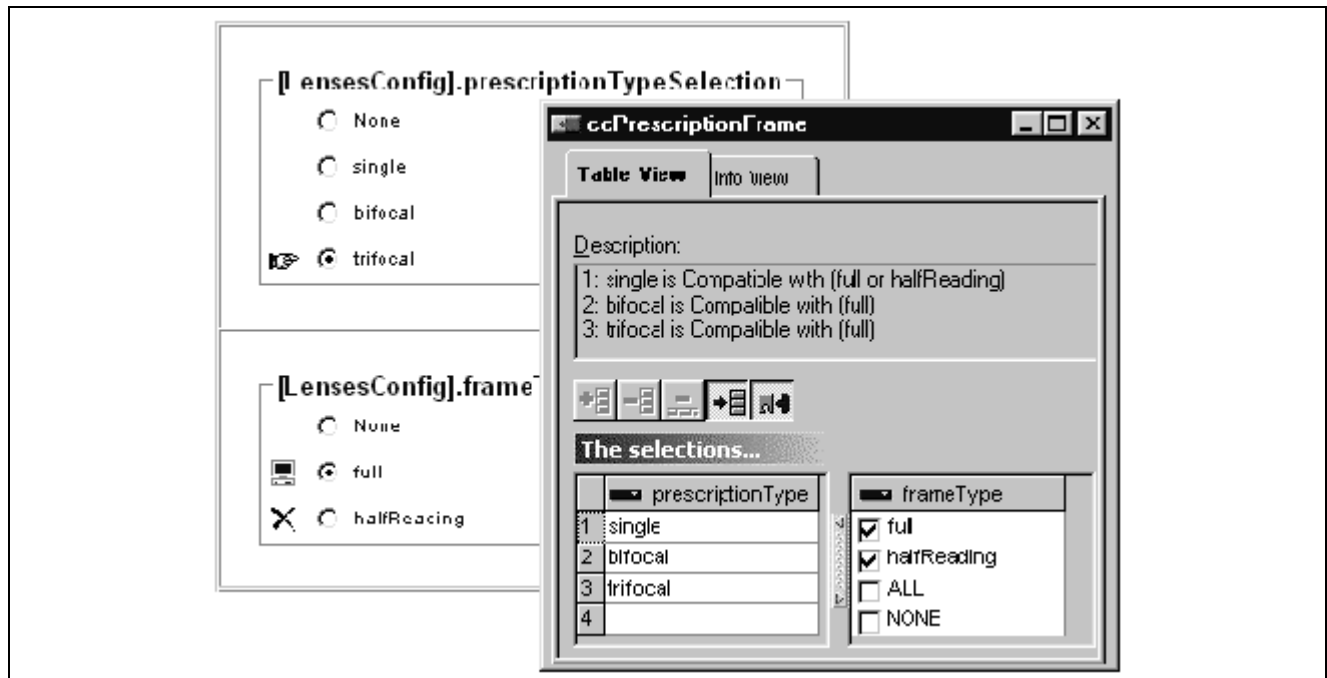 [LensesConfig].prescriptionTypeSelection
None
single
bifocal
trifocal
[LensesConfig].frameT
None
full
halfReading
ccPrescriptionFrame
Table View
Info View
Description:
1: single is Compatible with (full or halfReading)
2: bifocal is Compatible with (full)
3: trifocal is Compatible with (full)
The selections...
prescriptionType
1 single
2 bifocal
3 trifocal
4
frameType
full
halfReading
ALL
NONE